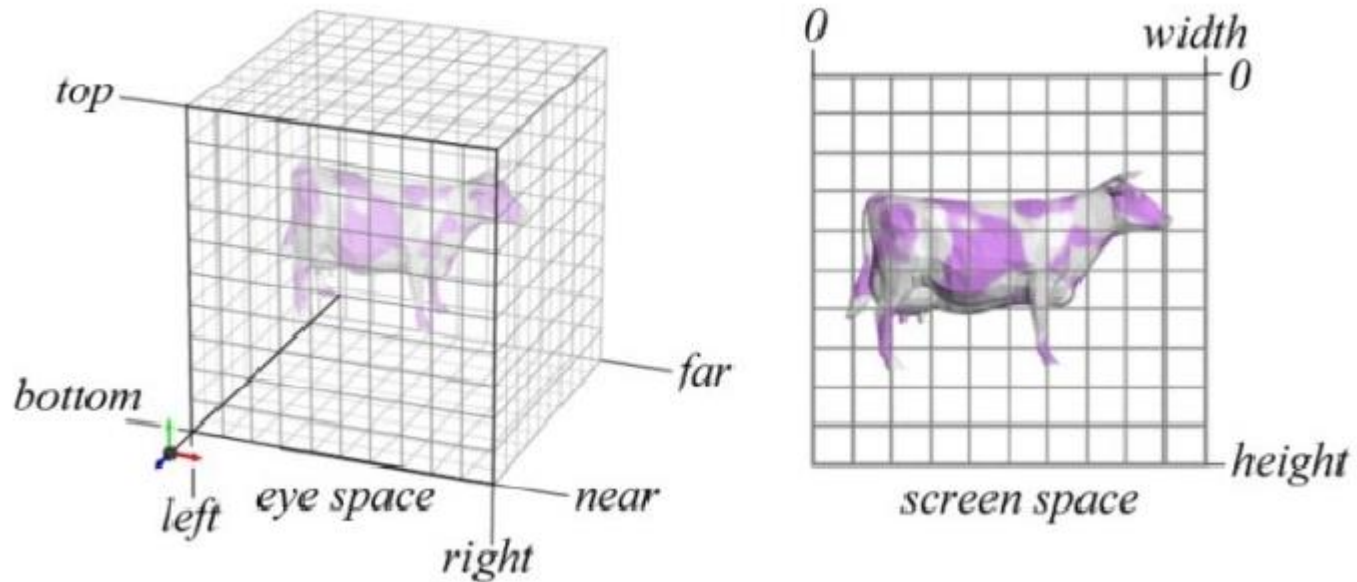 top
bottom
left
eye space
near
right
far
0
width
0
height
screen space